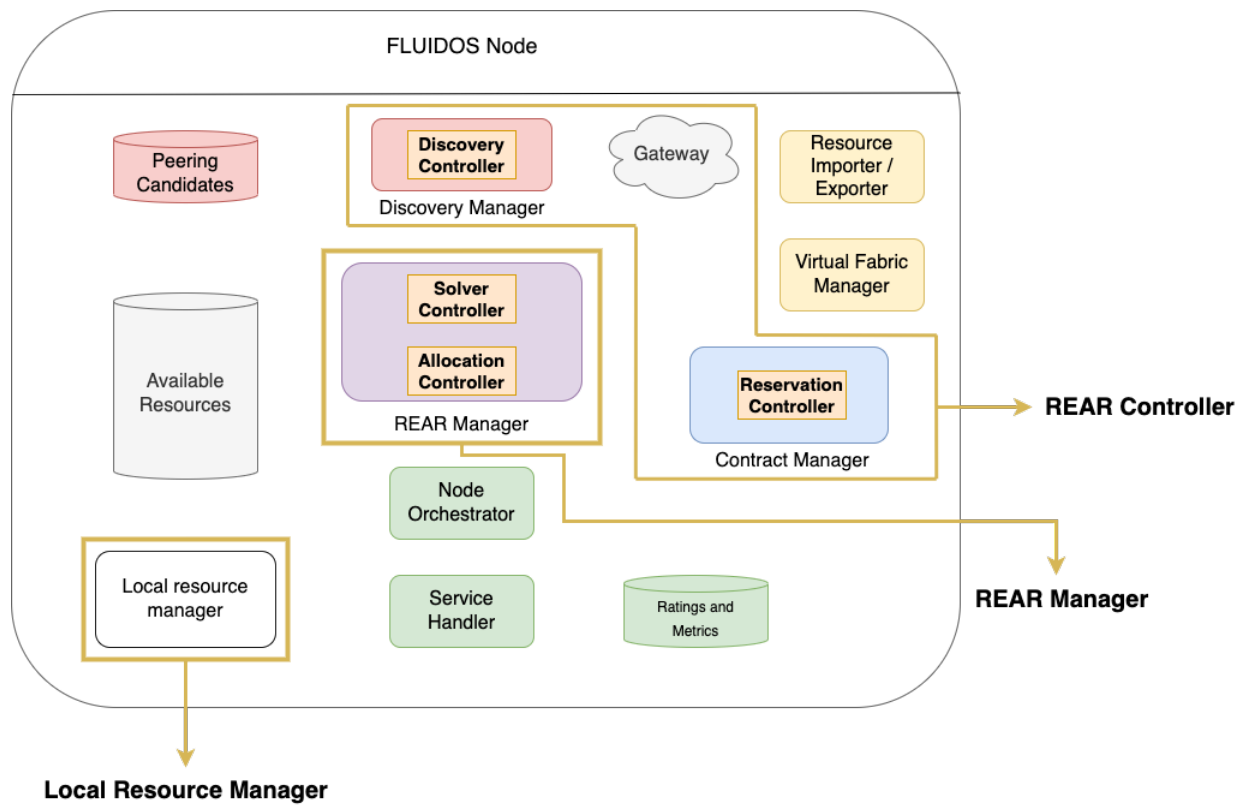 FLUIDOS Node
Peering
Candidates
Discovery
Controller
Discovery Manager
Gateway
Resource
Importer /
Exporter
Virtual Fabric
Manager
Solver
Controller
Allocation
Controller
REAR Manager
Available
Resources
Reservation
Controller
Contract Manager
REAR Controller
Node
Orchestrator
Local resource
manager
Service
Handler
Ratings and
Metrics
REAR Manager
Local Resource Manager